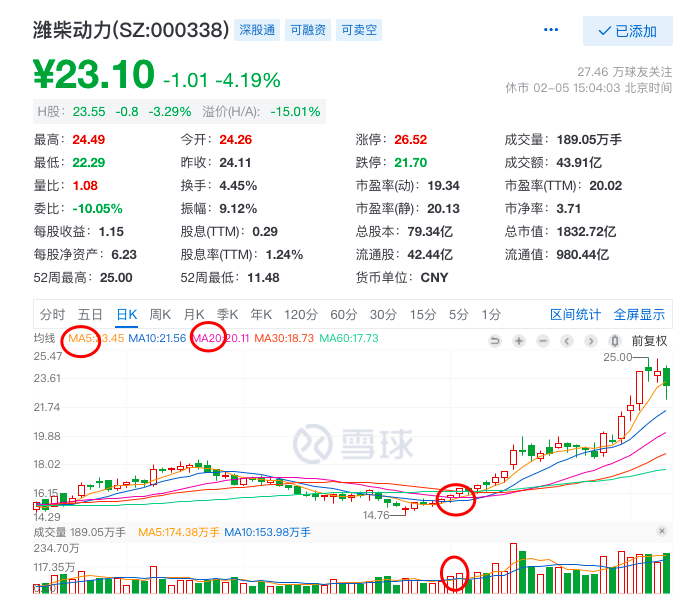 潍柴动力(SZ:000338) 深股通 可融资 可卖空 ••• ✓已添加
¥23.10 -1.01 -4.19%
27.46 万球友关注
休市 02-05 15:04:03 北京时间
H股： 23.55 -0.8 -3.29% 溢价(H/A): -15.01%
最高：24.49 今开：24.26 涨停：26.52 成交量：189.05万手
最低：22.29 昨收：24.11 跌停：21.70 成交额：43.91亿
量比：1.08 换手：4.45% 市盈率(动)：19.34 市盈率(TTM)：20.02
委比：-10.05% 振幅：9.12% 市盈率(静)：20.13 市净率：3.71
每股收益：1.15 股息(TTM)：0.29 总股本：79.34亿 总市值：1832.72亿
每股净资产：6.23 股息率(TTM)：1.24% 流通股：42.44亿 流通值：980.44亿
52周最高：25.00 52周最低：11.48 货币单位：CNY
分时 五日 日K 周K 月K 季K 年K 120分 60分 30分 15分 5分 1分 区间统计 全屏显示
均线 MA5:23.45 MA10:21.56 MA20:20.11 MA30:18.73 MA60:17.73 前复权
25.47
25.00
23.61
21.74
19.88
雪球
18.02
16.15
14.76
14.29
成交量 189.05万手 MA5:174.38万手 MA10:153.98万手
234.70万
117.35万